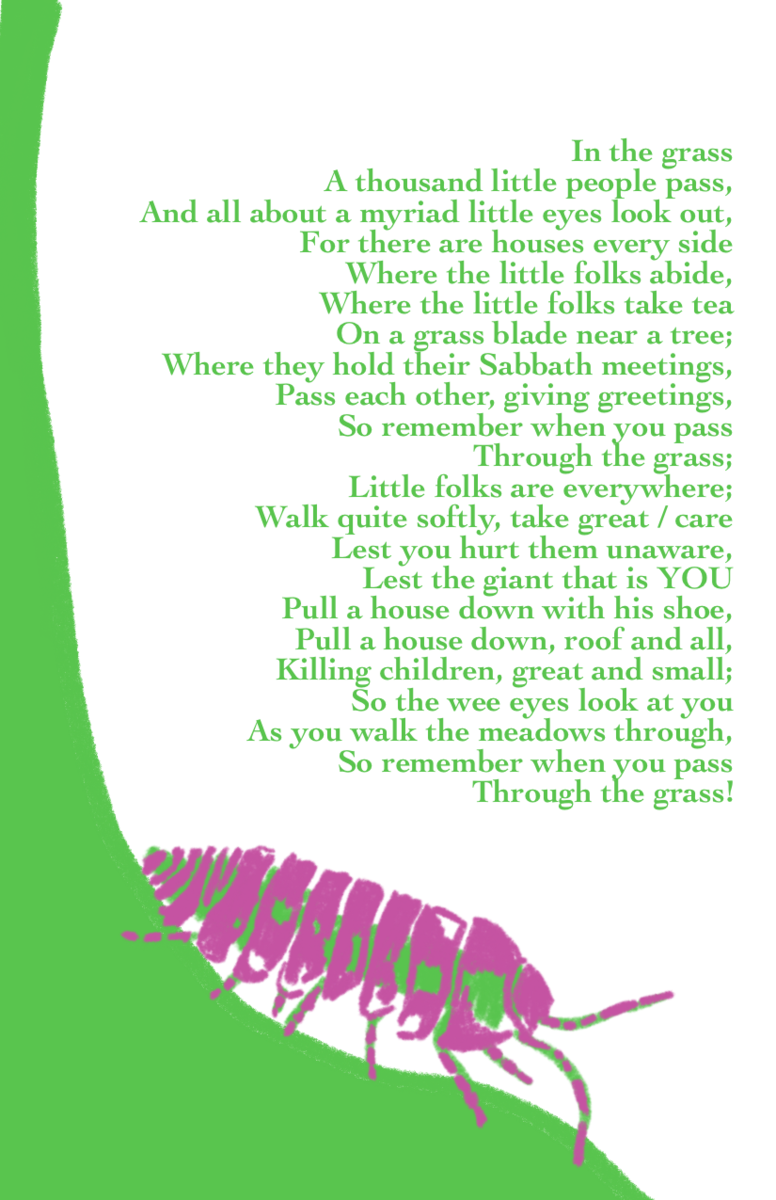 In the grass
A thousand little people pass,
And all about a myriad little eyes look out,
For there are houses every side
Where the little folks abide,
Where the little folks take tea
On a grass blade near a tree;
Where they hold their Sabbath meetings,
Pass each other, giving greetings,
So remember when you pass
Through the grass;
Little folks are everywhere;
Walk quite softly, take great / care
Lest you hurt them unaware,
Lest the giant that is YOU
Pull a house down with his shoe,
Pull a house down, roof and all,
Killing children, great and small;
So the wee eyes look at you
As you walk the meadows through,
So remember when you pass
Through the grass!